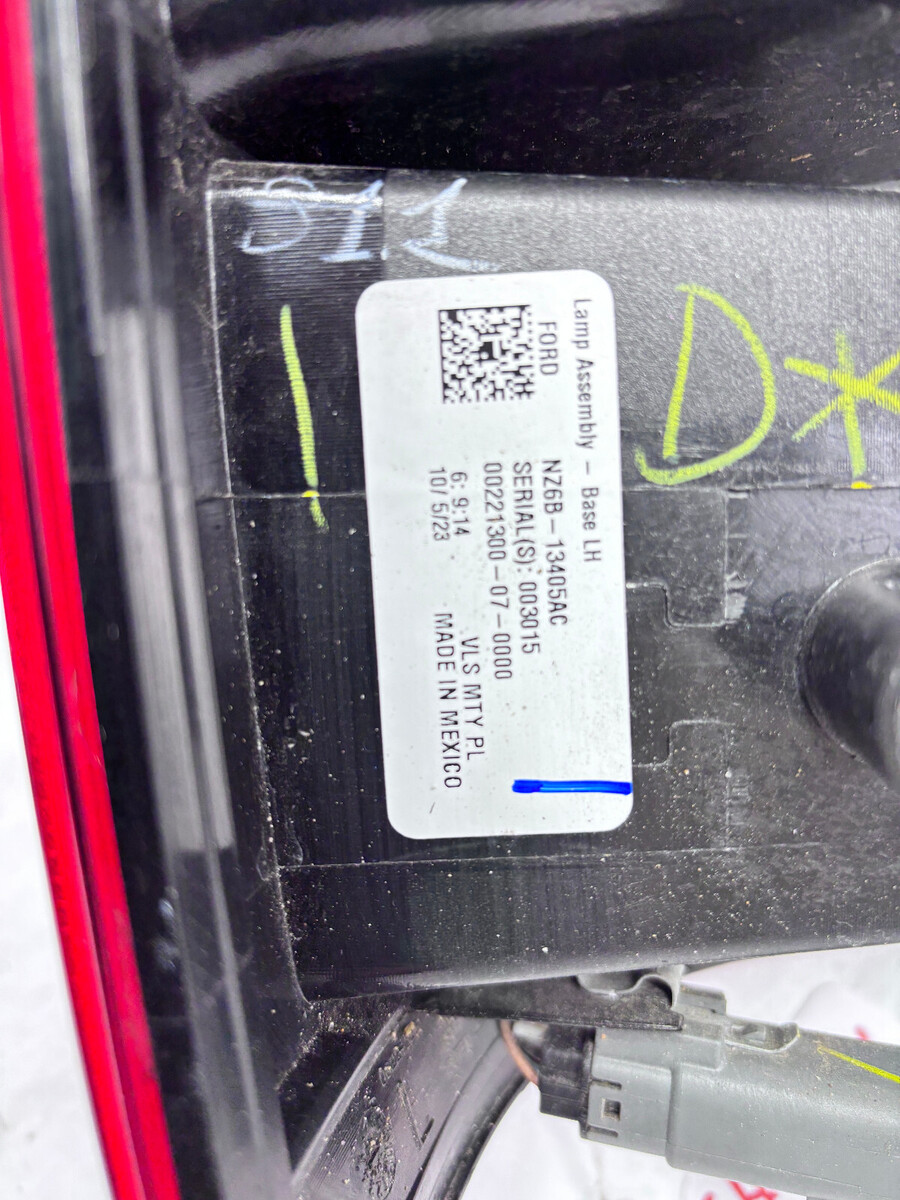 Lamp Assembly – Base LH
FORD
NZ6B – 13405AC
SERIAL(S): 003015
00221300 – 07 – 0000
6: 9:14
VLS MTY PL
10/ 5/23
MADE IN MEXICO
D*